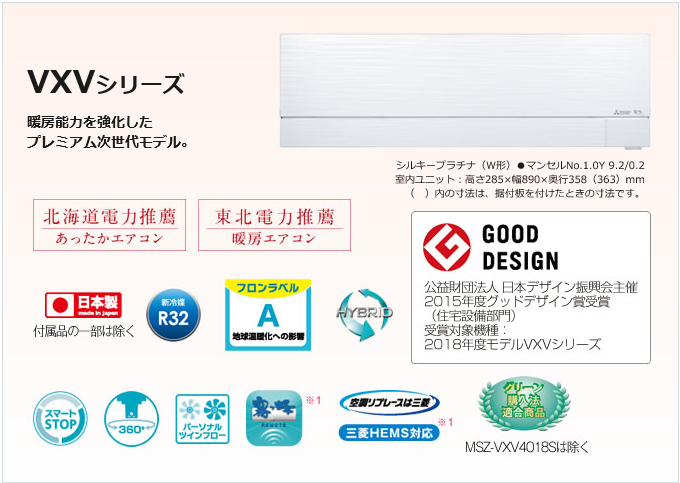 VXVシリーズ
暖房能力を強化した
プレミアム次世代モデル。
シルキープラチナ（W形）●マンセルNo.1.0Y 9.2/0.2
室内ユニット：高さ285×幅890×奥行358（363）mm
（　）内の寸法は、据付板を付けたときの寸法です。
北海道電力推薦
あったかエアコン
東北電力推薦
暖房エアコン
GOOD
DESIGN
公益財団法人 日本デザイン振興会主催
2015年度グッドデザイン賞受賞
（住宅設備部門）
受賞対象機種：
2018年度モデルVXVシリーズ
日本製
made in Japan
付属品の一部は除く
新冷媒
R32
フロンラベル
A
地球温暖化への影響
HYBRID
スマート
STOP
360°
パーソナル
ツインフロー
霧ヶ峰
REMOTE
※1
空調リプレースは三菱
三菱HEMS対応
※1
グリーン
購入法
適合商品
MSZ-VXV4018Sは除く